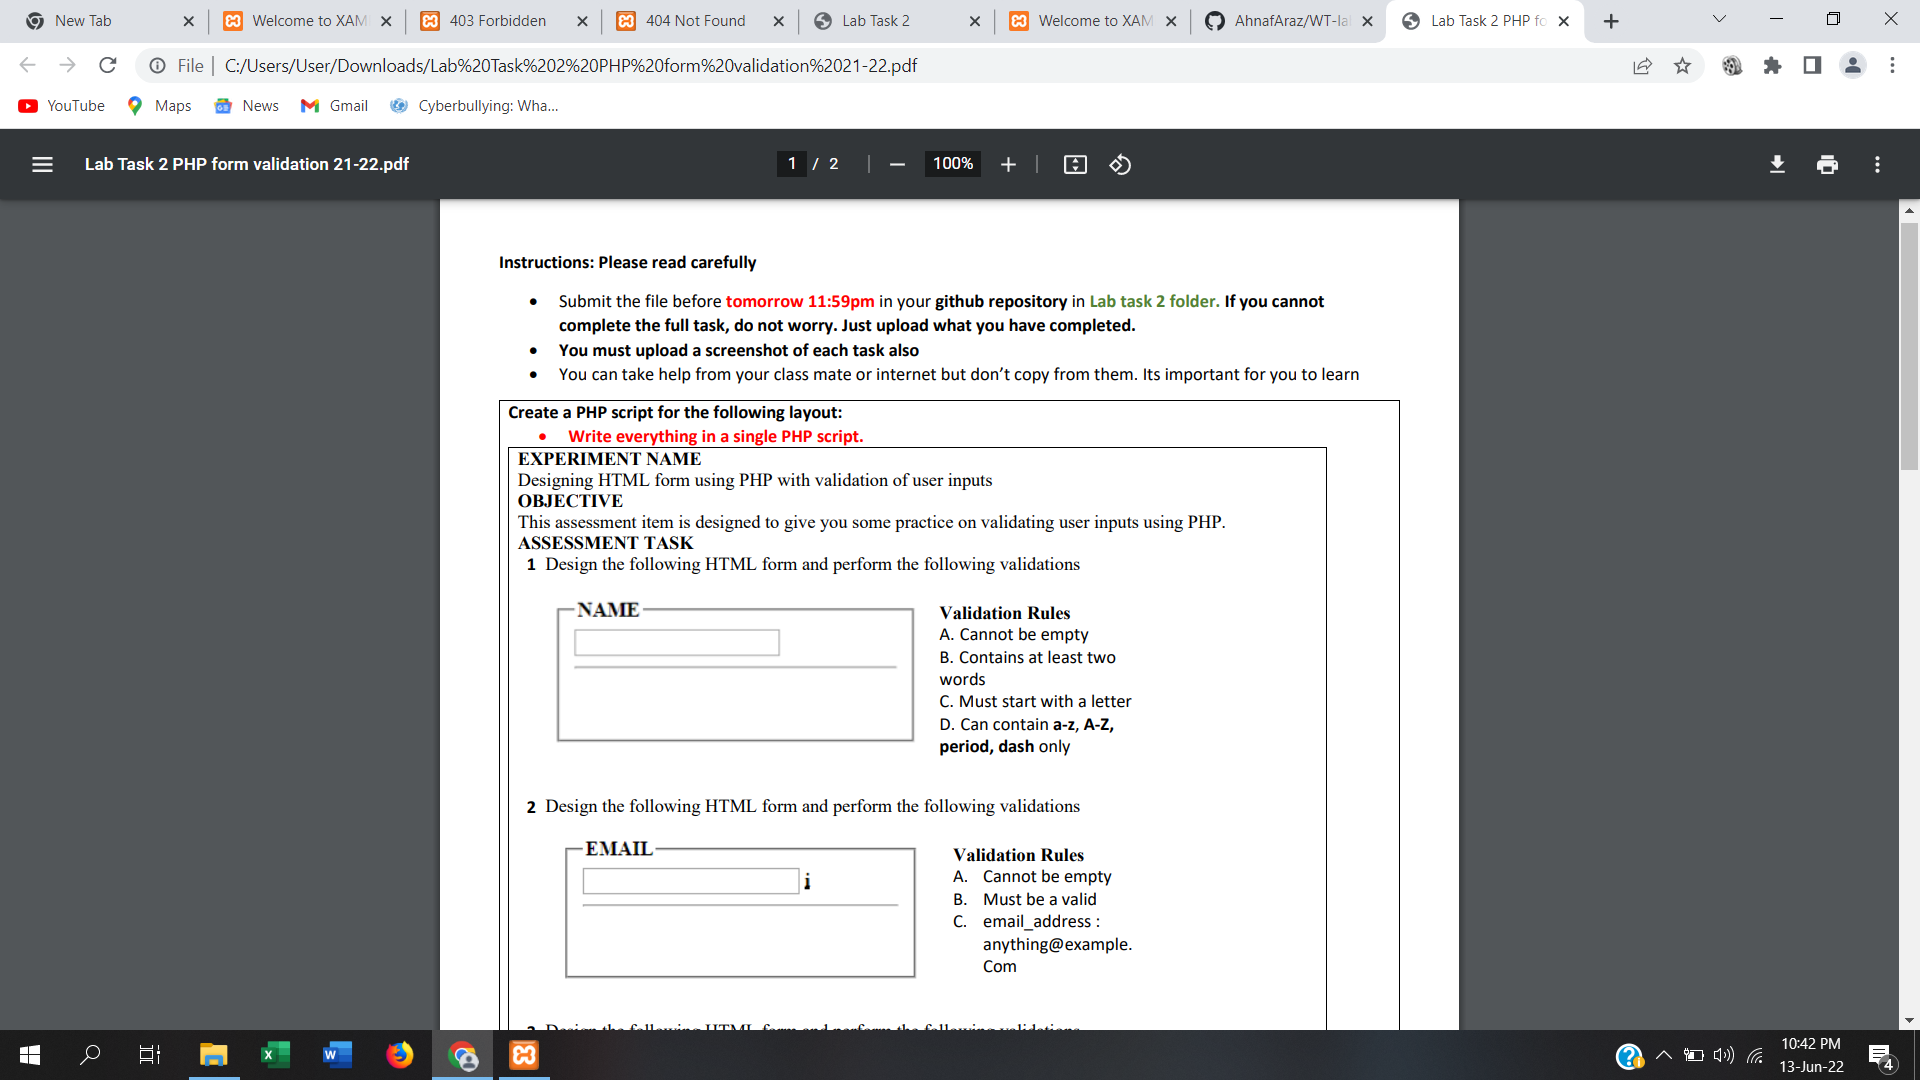 New Tab
Welcome to XAM
403 Forbidden
404 Not Found
Lab Task 2
Welcome to XAM
AhnafAraz/WT-la
Lab Task 2 PHP fo
File | C:/Users/User/Downloads/Lab%20Task%202%20PHP%20form%20validation%2021-22.pdf
YouTube
Maps
News
Gmail
Cyberbullying: Wha...
Lab Task 2 PHP form validation 21-22.pdf
1 / 2
100%
Instructions: Please read carefully
• Submit the file before tomorrow 11:59pm in your github repository in Lab task 2 folder. If you cannot
complete the full task, do not worry. Just upload what you have completed.
• You must upload a screenshot of each task also
• You can take help from your class mate or internet but don’t copy from them. Its important for you to learn
Create a PHP script for the following layout:
• Write everything in a single PHP script.
EXPERIMENT NAME
Designing HTML form using PHP with validation of user inputs
OBJECTIVE
This assessment item is designed to give you some practice on validating user inputs using PHP.
ASSESSMENT TASK
1 Design the following HTML form and perform the following validations
NAME
Validation Rules
A. Cannot be empty
B. Contains at least two
words
C. Must start with a letter
D. Can contain a-z, A-Z,
period, dash only
2 Design the following HTML form and perform the following validations
EMAIL
i
Validation Rules
A. Cannot be empty
B. Must be a valid
C. email_address :
anything@example.
Com
3 Design the following HTML form and perform the following validations
10:42 PM
13-Jun-22
4